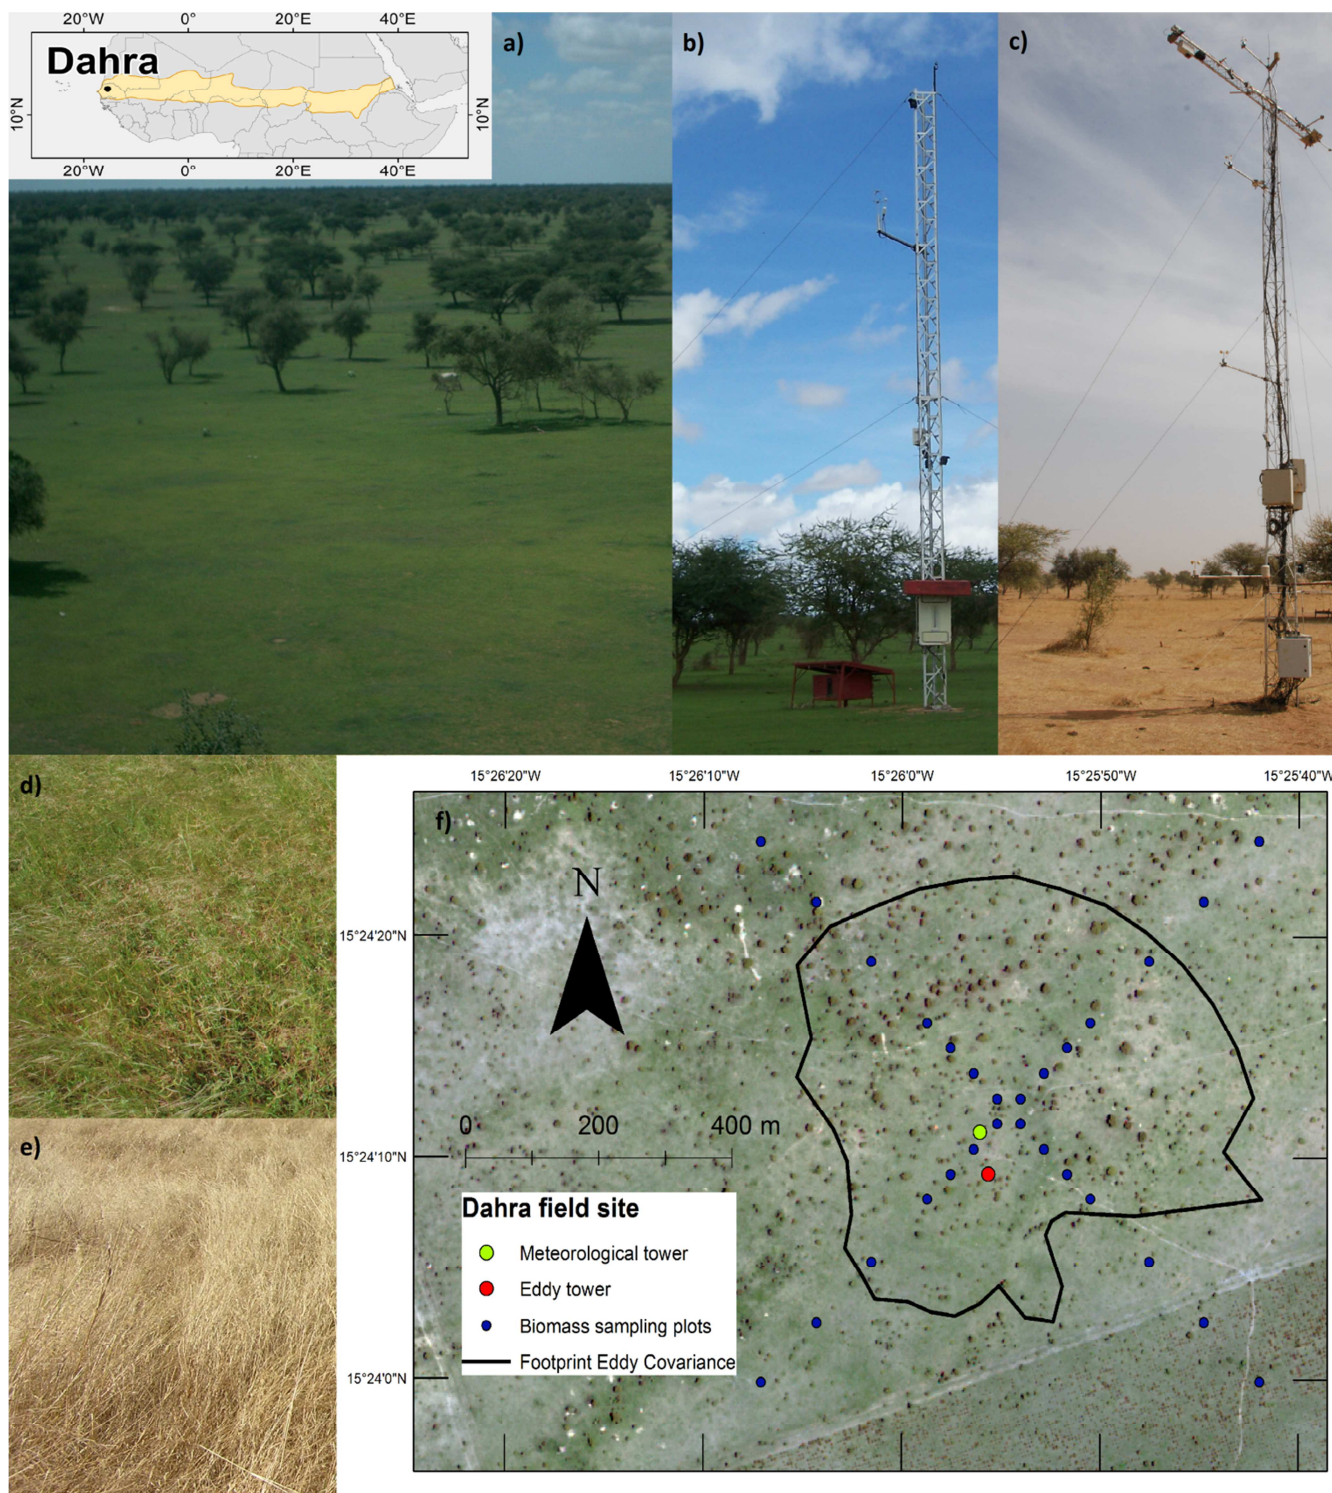 20°W 0° 20°E 40°E
Dahra
10°N 10°N
20°W 0° 20°E 40°E
a)
b)
c)
d)
e)
15°26'20"W 15°26'10"W 15°26'0"W 15°25'50"W 15°25'40"W
f)
N
15°24'20"N
0 200 400 m
15°24'10"N
Dahra field site
Meteorological tower
Eddy tower
Biomass sampling plots
Footprint Eddy Covariance
15°24'0"N